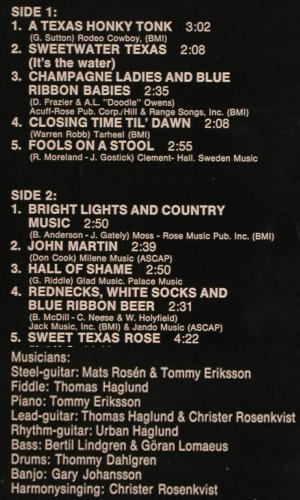 SIDE 1:
1. A TEXAS HONKY TONK 3:02
(G. Sutton) Rodeo Cowboy, (BMI)
2. SWEETWATER TEXAS 2:08
(It's the water)
3. CHAMPAGNE LADIES AND BLUE
RIBBON BABIES 2:35
(D. Frazier & A.L. "Doodle" Owens)
Acuff-Rose Pub. Corp./Hill & Range Songs, Inc. (BMI)
4. CLOSING TIME TIL' DAWN 2:08
(Warren Robb) Tarheel (BMI)
5. FOOLS ON A STOOL 2:55
(R. Moreland - J. Gostick) Clement- Hall. Sweden Music
SIDE 2:
1. BRIGHT LIGHTS AND COUNTRY
MUSIC 2:50
(B. Anderson - J. Gately) Moss - Rose Music Pub. Inc. (BMI)
2. JOHN MARTIN 2:39
(Don Cook) Milene Music (ASCAP)
3. HALL OF SHAME 2:50
(G. Riddle) Glad Music. Palace Music
4. REDNECKS, WHITE SOCKS AND
BLUE RIBBON BEER 2:31
(B. McDill - C. Neese & W. Holyfield)
Jack Music, Inc. (BMI) & Jando Music (ASCAP)
5. SWEET TEXAS ROSE 4:22
Musicians:
Steel-guitar: Mats Rosén & Tommy Eriksson
Fiddle: Thomas Haglund
Piano: Tommy Eriksson
Lead-guitar: Thomas Haglund & Christer Rosenkvist
Rhythm-guitar: Urban Haglund
Bass: Bertil Lindgren & Göran Lomaeus
Drums: Thommy Dahlgren
Banjo: Gary Johansson
Harmonysinging: Christer Rosenkvist